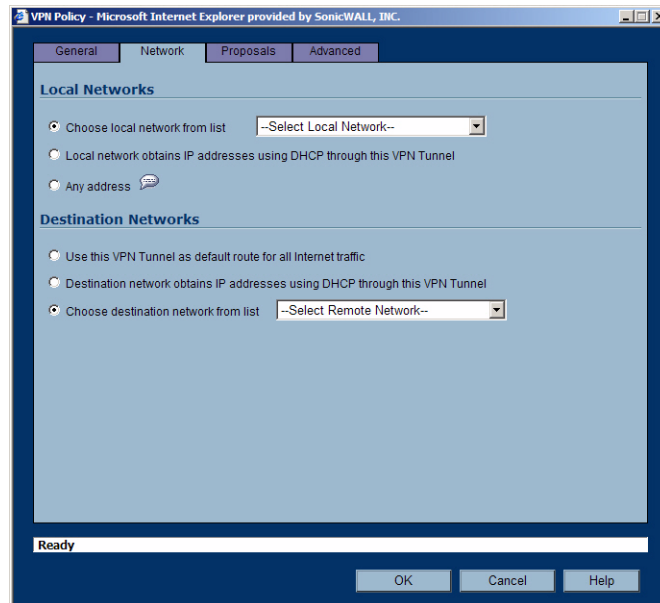 VPN Policy - Microsoft Internet Explorer provided by SonicWALL, INC.
General Network Proposals Advanced
Local Networks
Choose local network from list --Select Local Network--
Local network obtains IP addresses using DHCP through this VPN Tunnel
Any address
Destination Networks
Use this VPN Tunnel as default route for all Internet traffic
Destination network obtains IP addresses using DHCP through this VPN Tunnel
Choose destination network from list --Select Remote Network--
Ready
OK Cancel Help